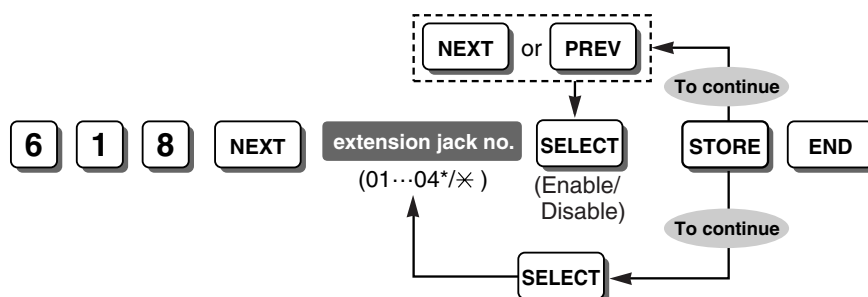 NEXT or PREV
To continue
6 1 8 NEXT extension jack no. SELECT STORE END
(01···04*/✳ )
(Enable/
Disable)
To continue
SELECT